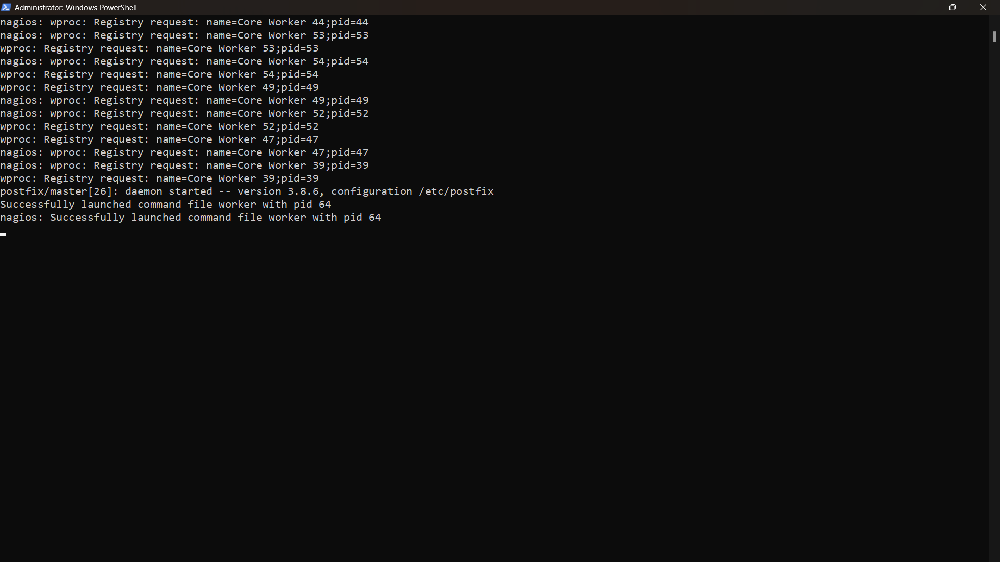 Administrator: Windows PowerShell
nagios: wproc: Registry request: name=Core Worker 44;pid=44
nagios: wproc: Registry request: name=Core Worker 53;pid=53
wproc: Registry request: name=Core Worker 53;pid=53
nagios: wproc: Registry request: name=Core Worker 54;pid=54
wproc: Registry request: name=Core Worker 54;pid=54
wproc: Registry request: name=Core Worker 49;pid=49
nagios: wproc: Registry request: name=Core Worker 49;pid=49
nagios: wproc: Registry request: name=Core Worker 52;pid=52
wproc: Registry request: name=Core Worker 52;pid=52
wproc: Registry request: name=Core Worker 47;pid=47
nagios: wproc: Registry request: name=Core Worker 47;pid=47
nagios: wproc: Registry request: name=Core Worker 39;pid=39
wproc: Registry request: name=Core Worker 39;pid=39
postfix/master[26]: daemon started -- version 3.8.6, configuration /etc/postfix
Successfully launched command file worker with pid 64
nagios: Successfully launched command file worker with pid 64